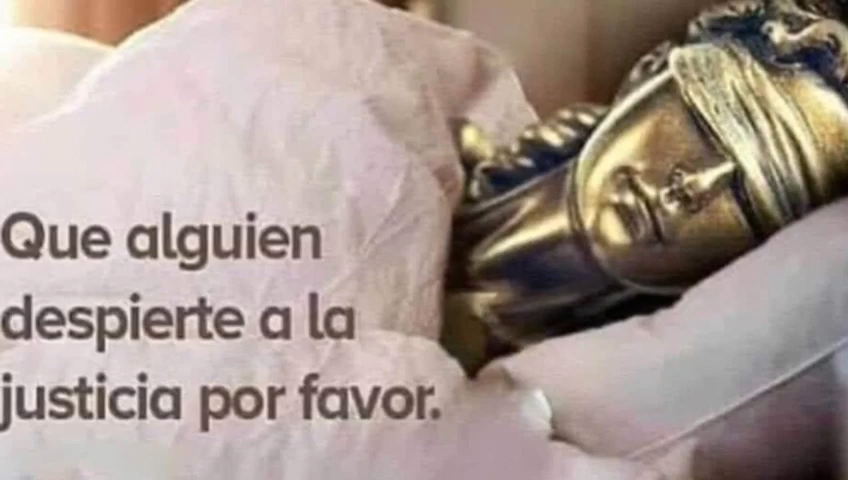 Que alguien
despierte a la
justicia por favor.